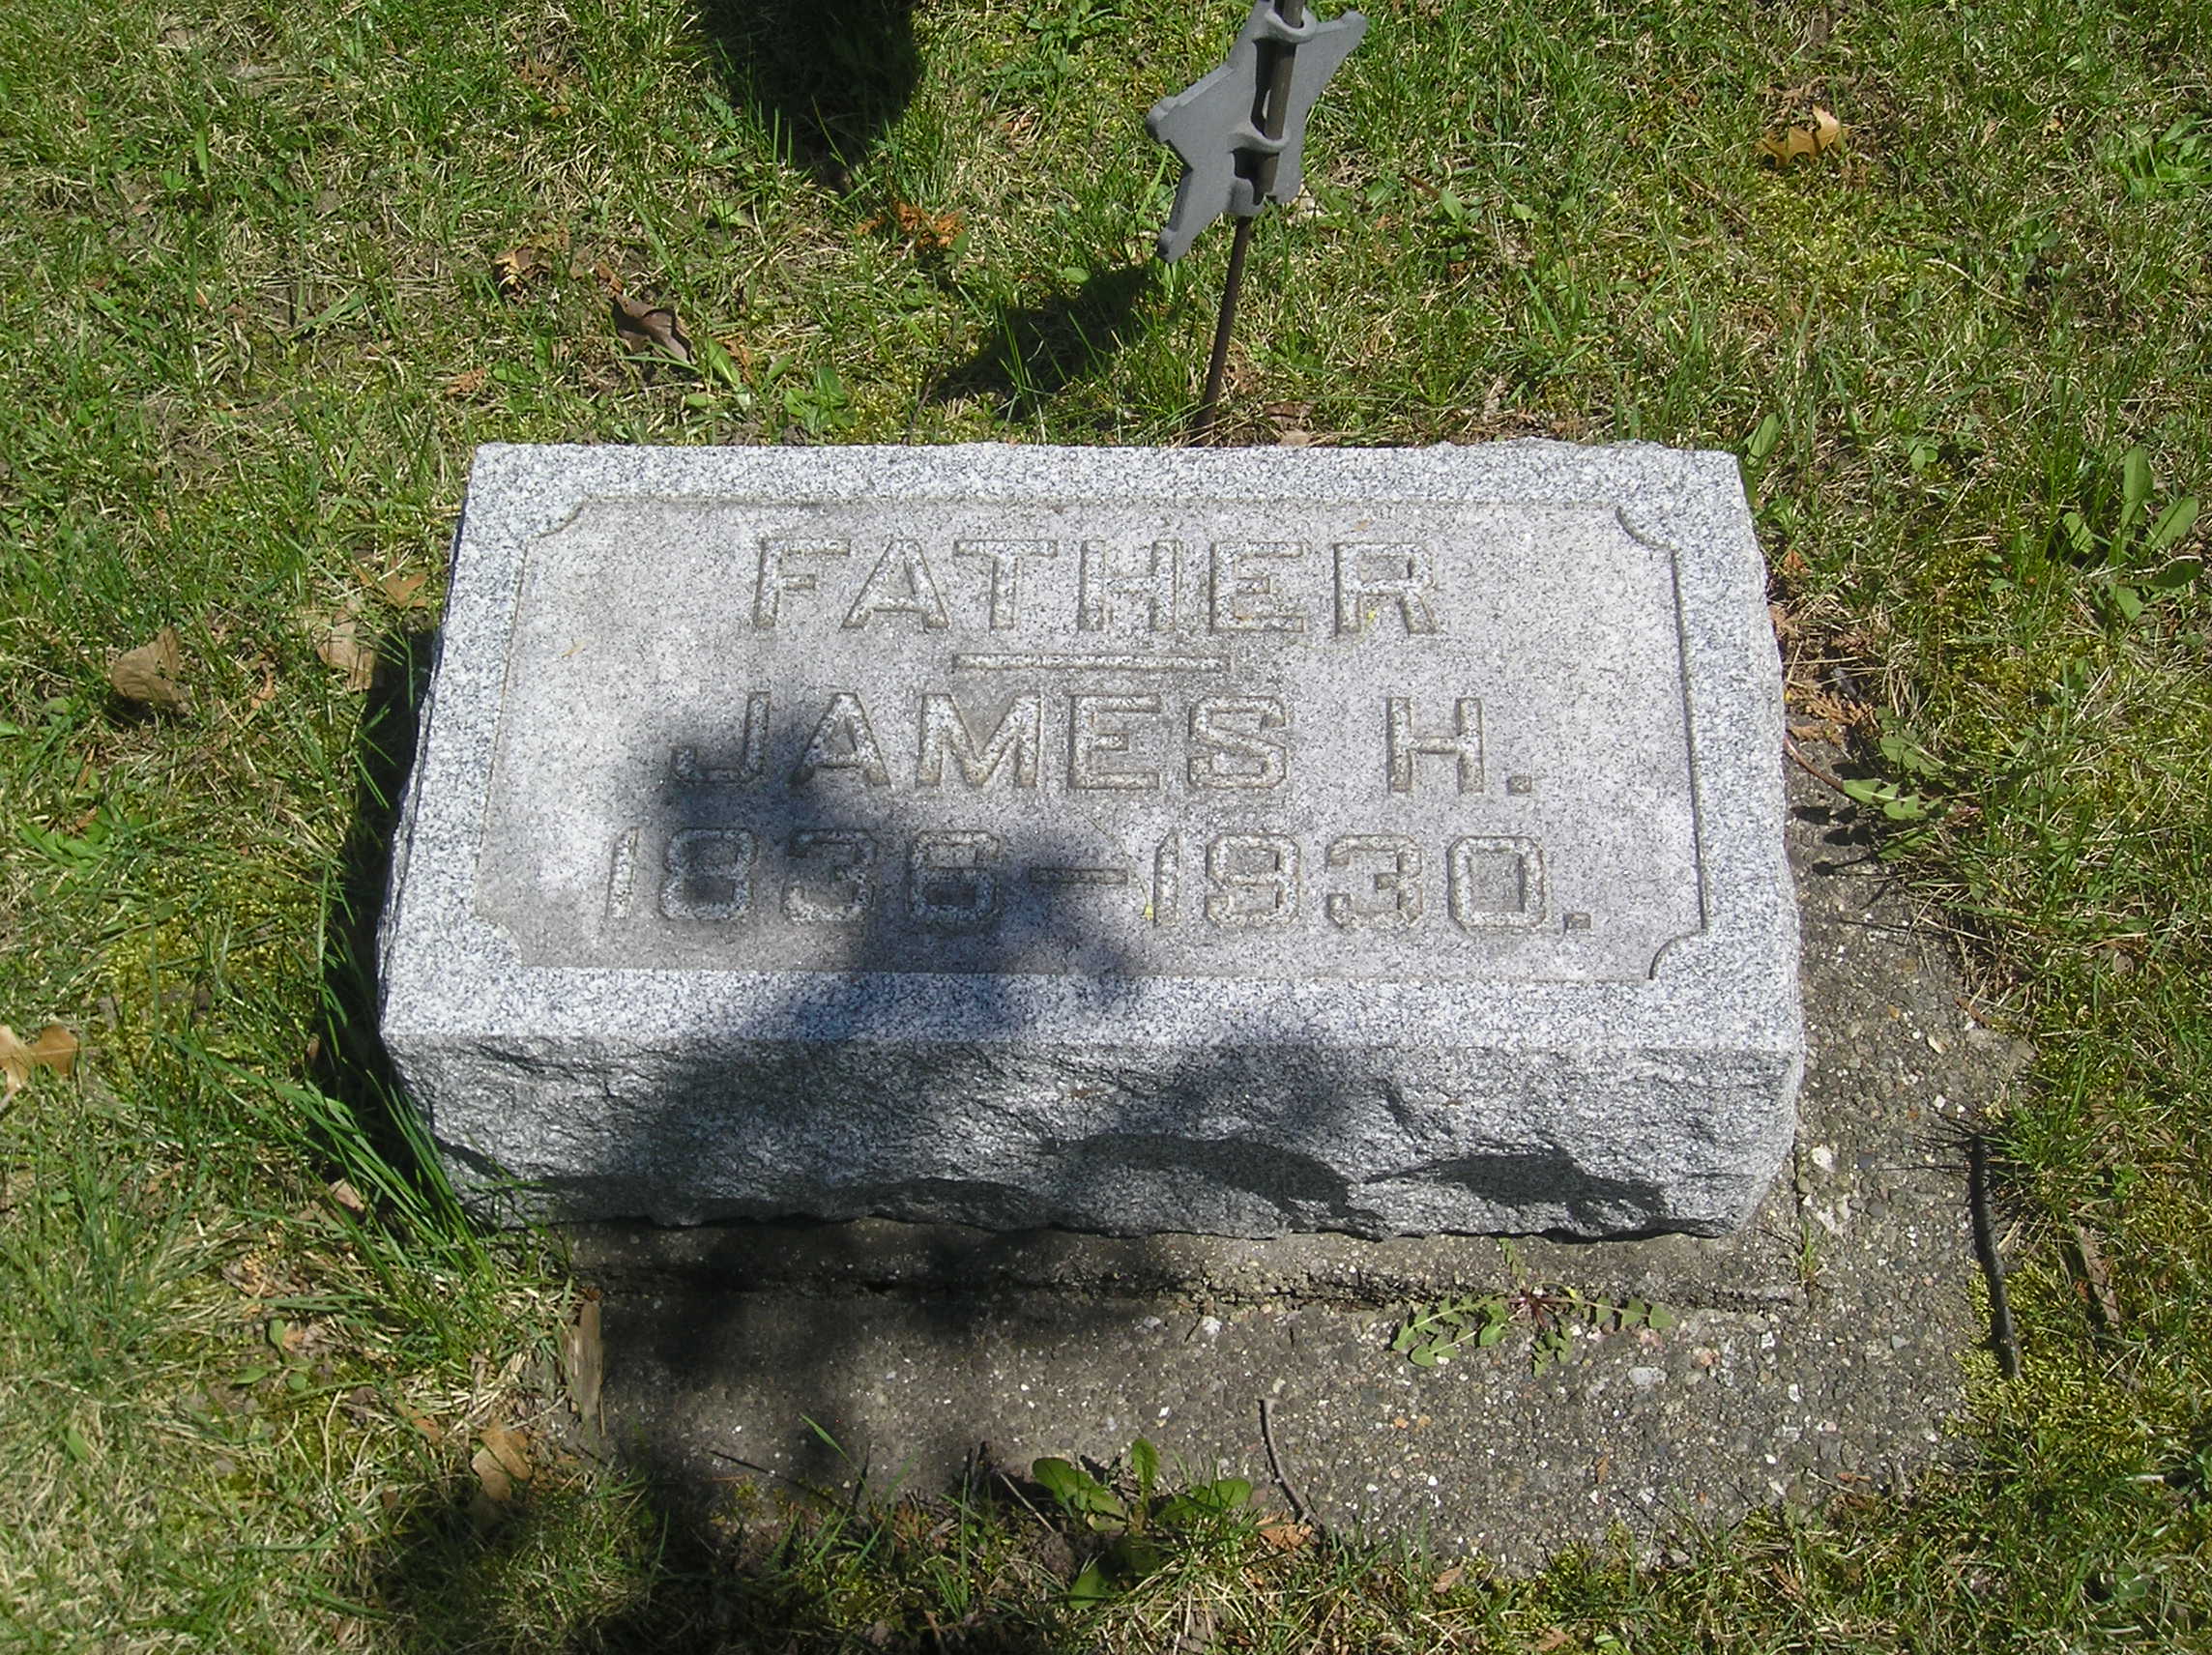 FATHER
JAMES H.
1836-1930.